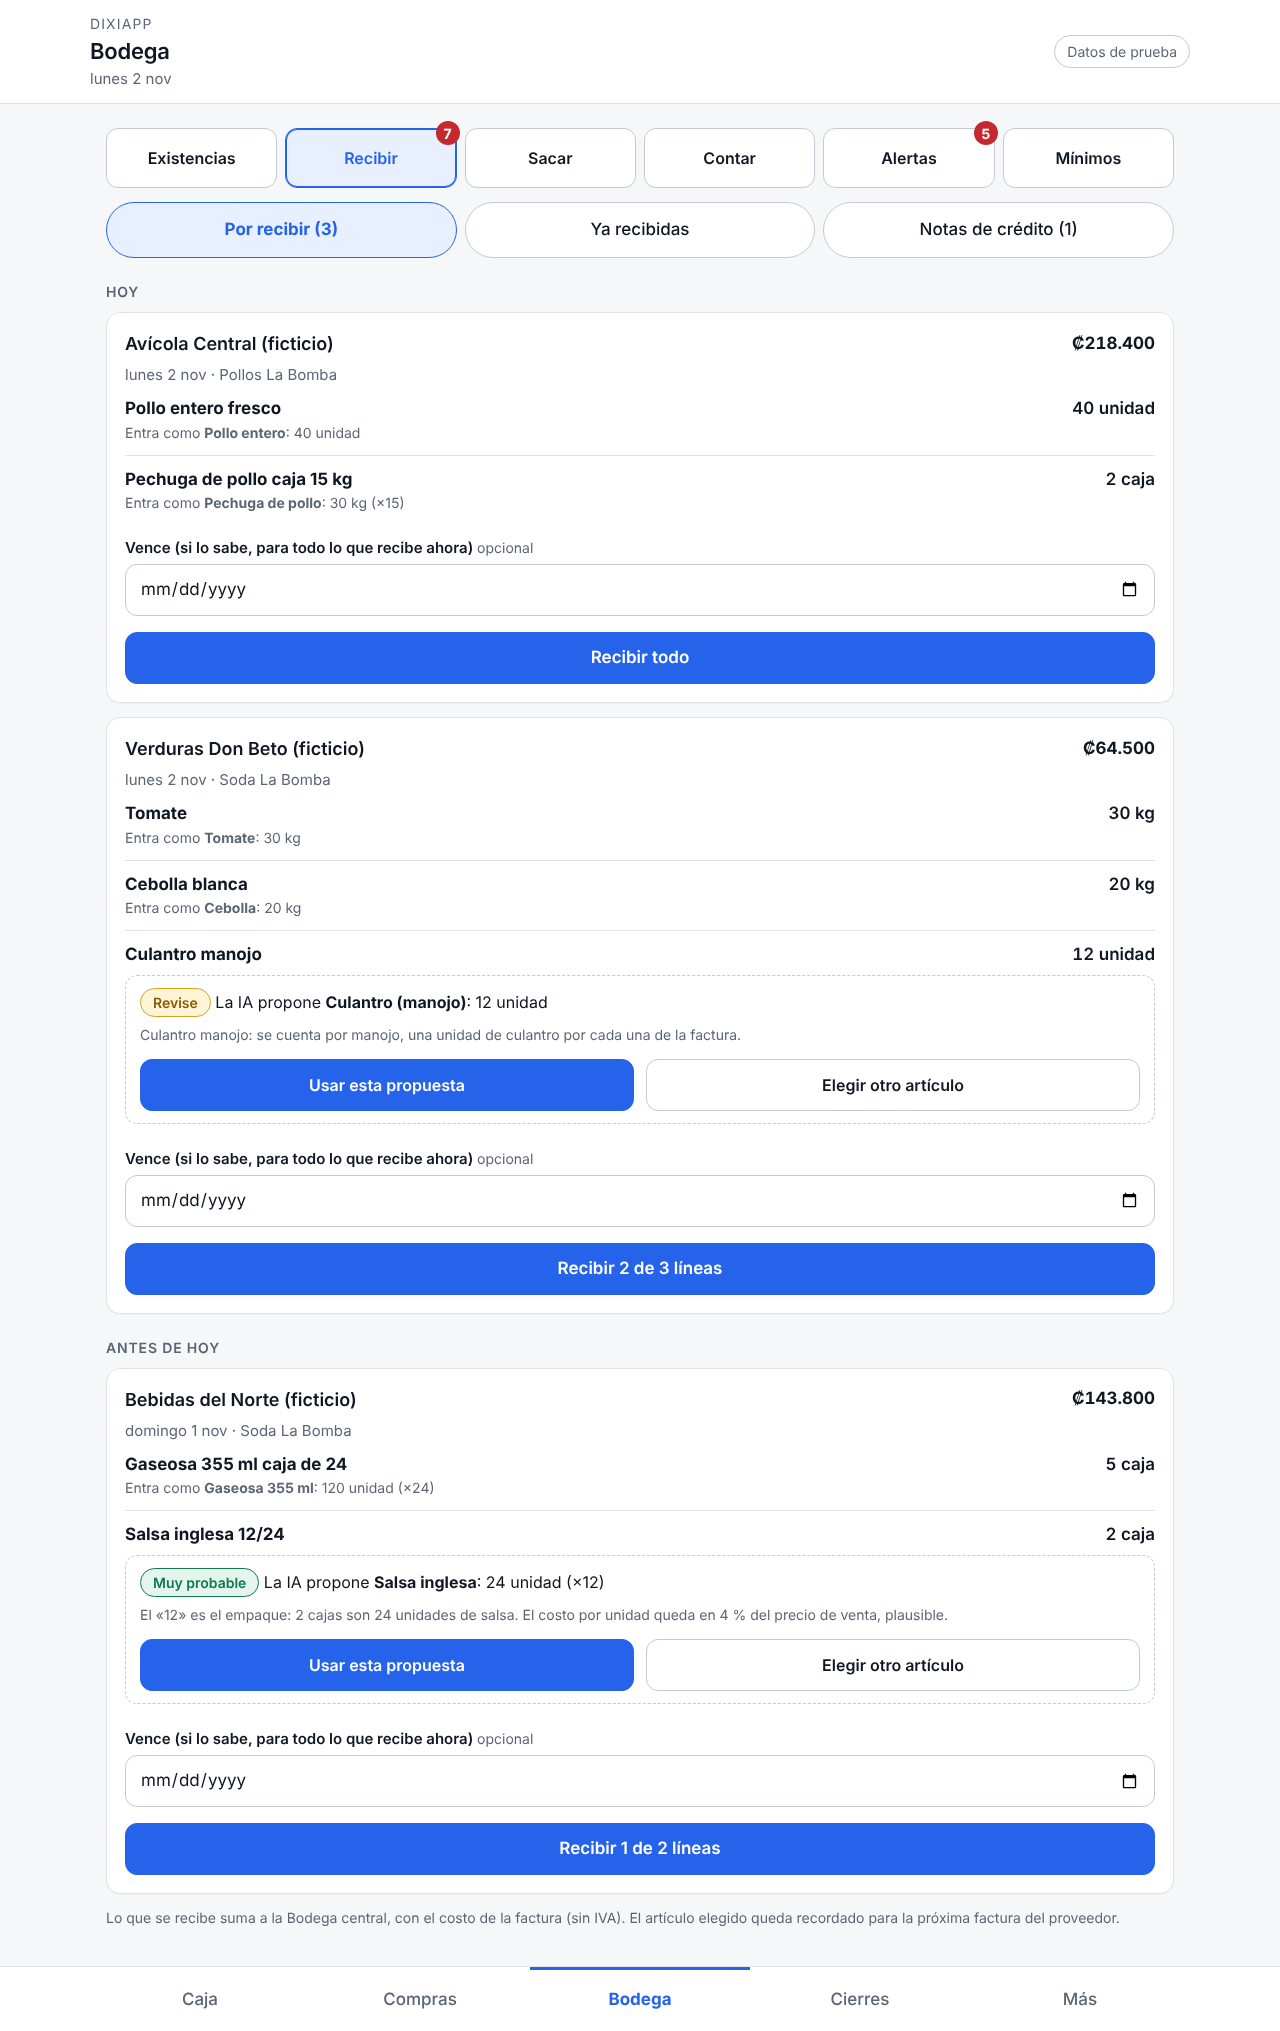 DIXIAPP
Bodega
lunes 2 nov
Datos de prueba
Existencias
Recibir
7
Sacar
Contar
Alertas
5
Mínimos
Por recibir (3)
Ya recibidas
Notas de crédito (1)
HOY
Avícola Central (ficticio)
₡218.400
lunes 2 nov · Pollos La Bomba
Pollo entero fresco
40 unidad
Entra como Pollo entero: 40 unidad
Pechuga de pollo caja 15 kg
2 caja
Entra como Pechuga de pollo: 30 kg (×15)
Vence (si lo sabe, para todo lo que recibe ahora) opcional
mm/dd/yyyy
Recibir todo
Verduras Don Beto (ficticio)
₡64.500
lunes 2 nov · Soda La Bomba
Tomate
30 kg
Entra como Tomate: 30 kg
Cebolla blanca
20 kg
Entra como Cebolla: 20 kg
Culantro manojo
12 unidad
Revise La IA propone Culantro (manojo): 12 unidad
Culantro manojo: se cuenta por manojo, una unidad de culantro por cada una de la factura.
Usar esta propuesta
Elegir otro artículo
Vence (si lo sabe, para todo lo que recibe ahora) opcional
mm/dd/yyyy
Recibir 2 de 3 líneas
ANTES DE HOY
Bebidas del Norte (ficticio)
₡143.800
domingo 1 nov · Soda La Bomba
Gaseosa 355 ml caja de 24
5 caja
Entra como Gaseosa 355 ml: 120 unidad (×24)
Salsa inglesa 12/24
2 caja
Muy probable La IA propone Salsa inglesa: 24 unidad (×12)
El «12» es el empaque: 2 cajas son 24 unidades de salsa. El costo por unidad queda en 4 % del precio de venta, plausible.
Usar esta propuesta
Elegir otro artículo
Vence (si lo sabe, para todo lo que recibe ahora) opcional
mm/dd/yyyy
Recibir 1 de 2 líneas
Lo que se recibe suma a la Bodega central, con el costo de la factura (sin IVA). El artículo elegido queda recordado para la próxima factura del proveedor.
Caja
Compras
Bodega
Cierres
Más